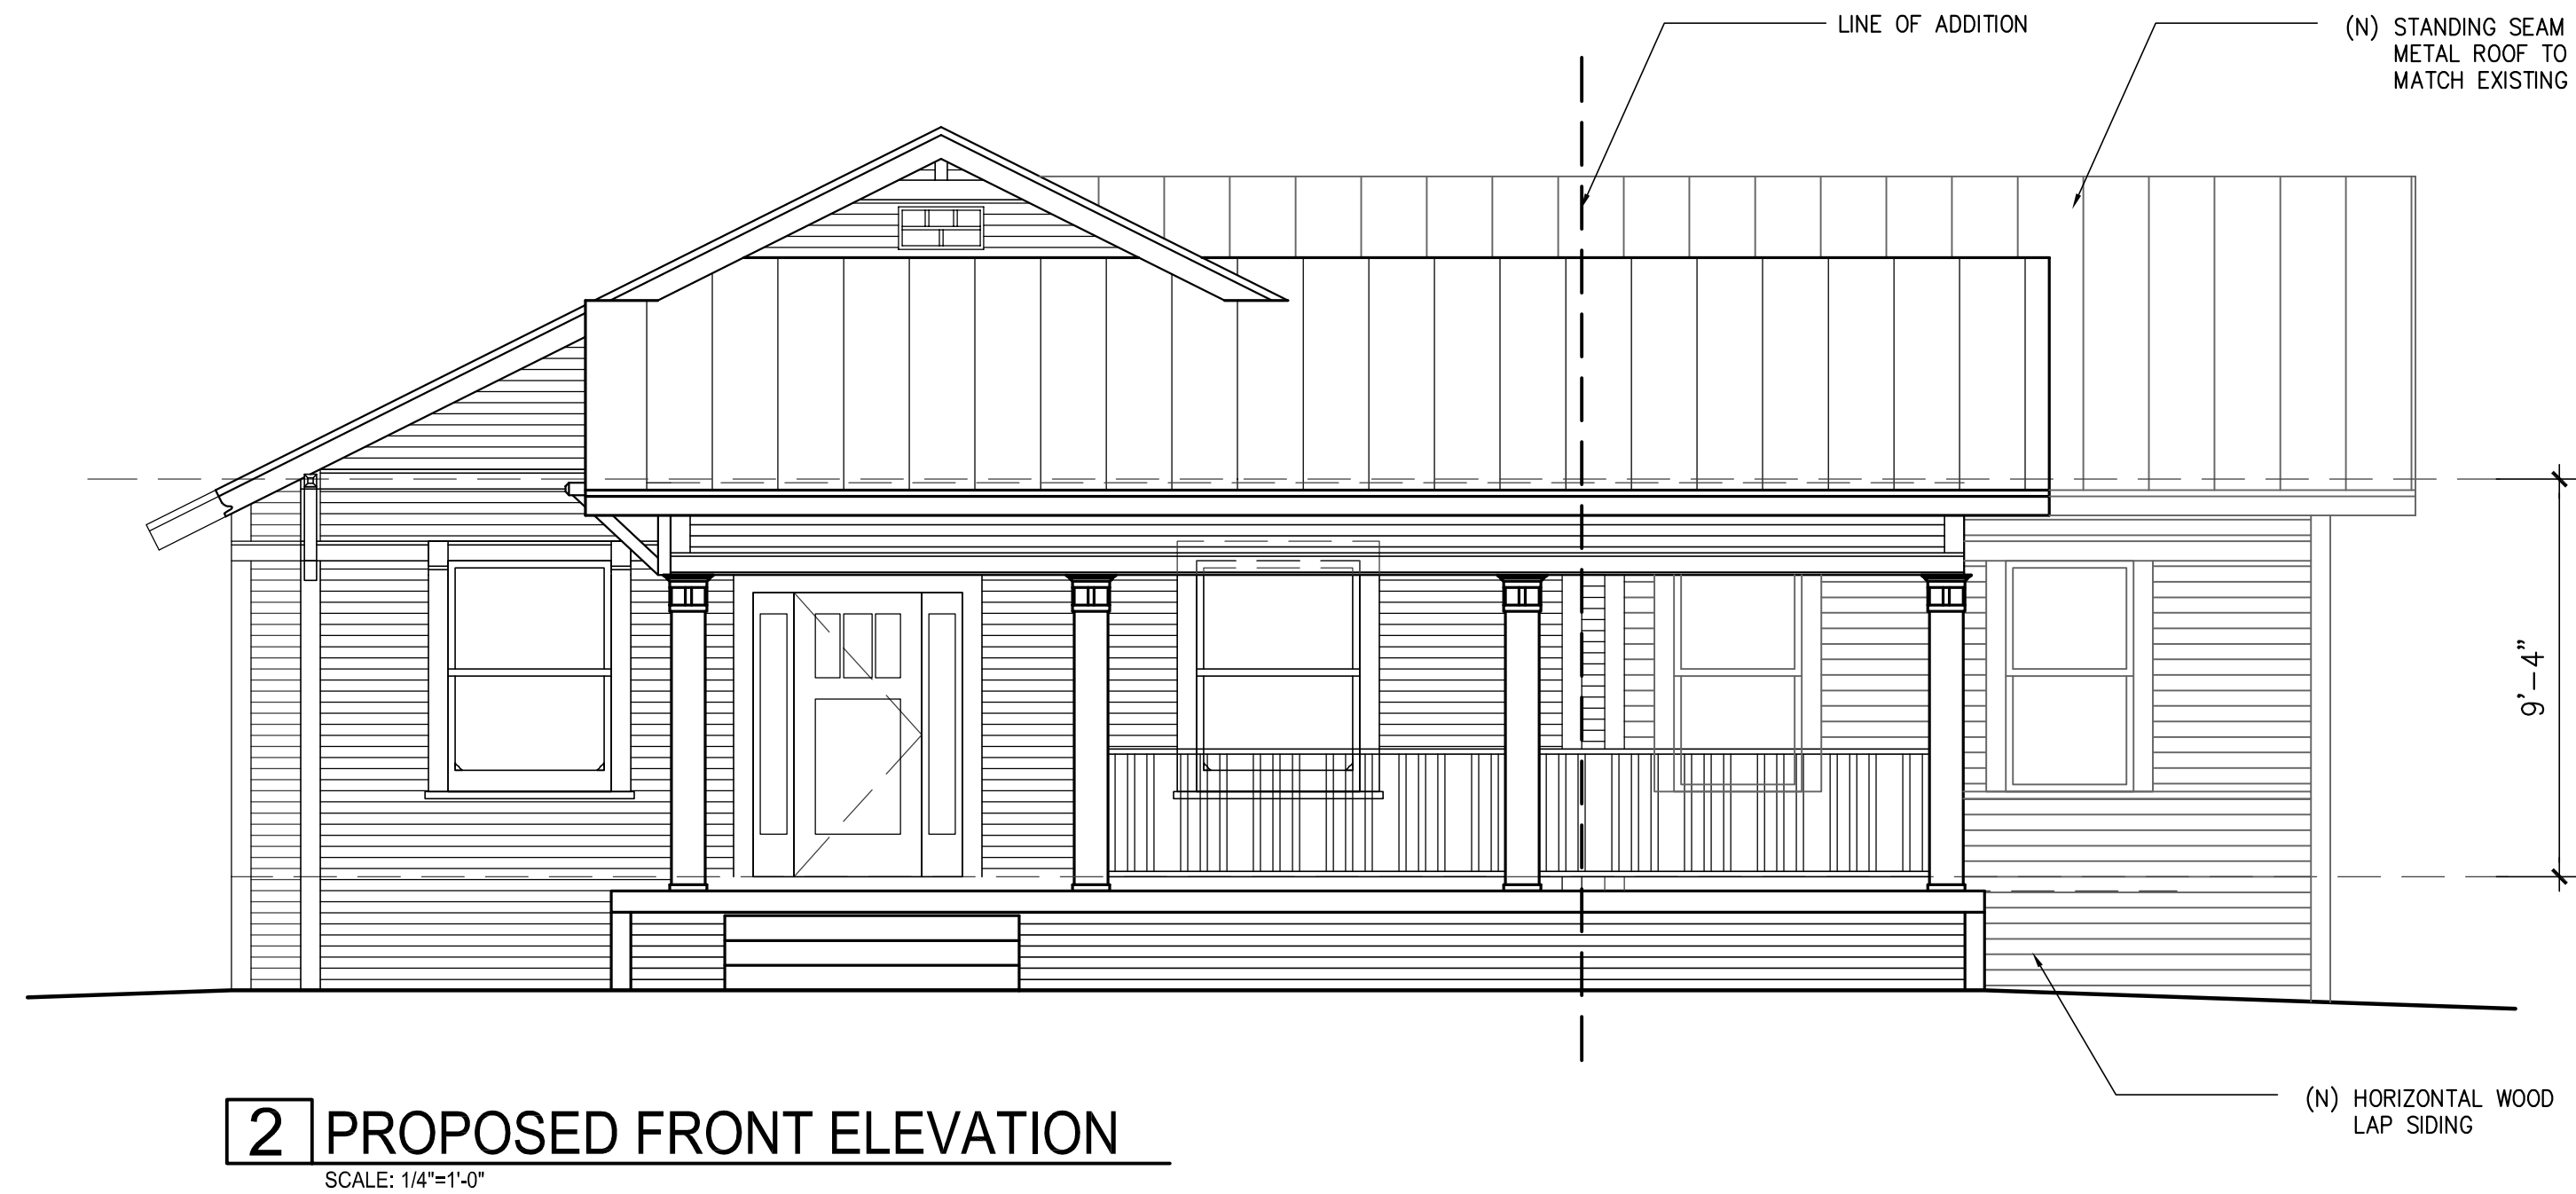 LINE OF ADDITION
(N) STANDING SEAM
METAL ROOF TO
MATCH EXISTING
9'-4"
(N) HORIZONTAL WOOD
LAP SIDING
2 PROPOSED FRONT ELEVATION
SCALE: 1/4"=1'-0"